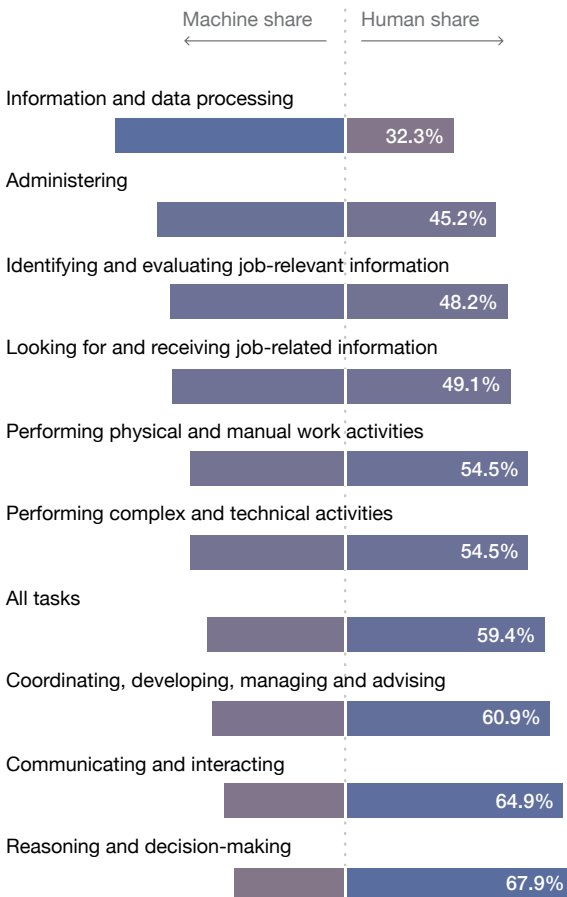 Machine share Human share
Information and data processing
32.3%
Administering
45.2%
Identifying and evaluating job-relevant information
48.2%
Looking for and receiving job-related information
49.1%
Performing physical and manual work activities
54.5%
Performing complex and technical activities
54.5%
All tasks
59.4%
Coordinating, developing, managing and advising
60.9%
Communicating and interacting
64.9%
Reasoning and decision-making
67.9%